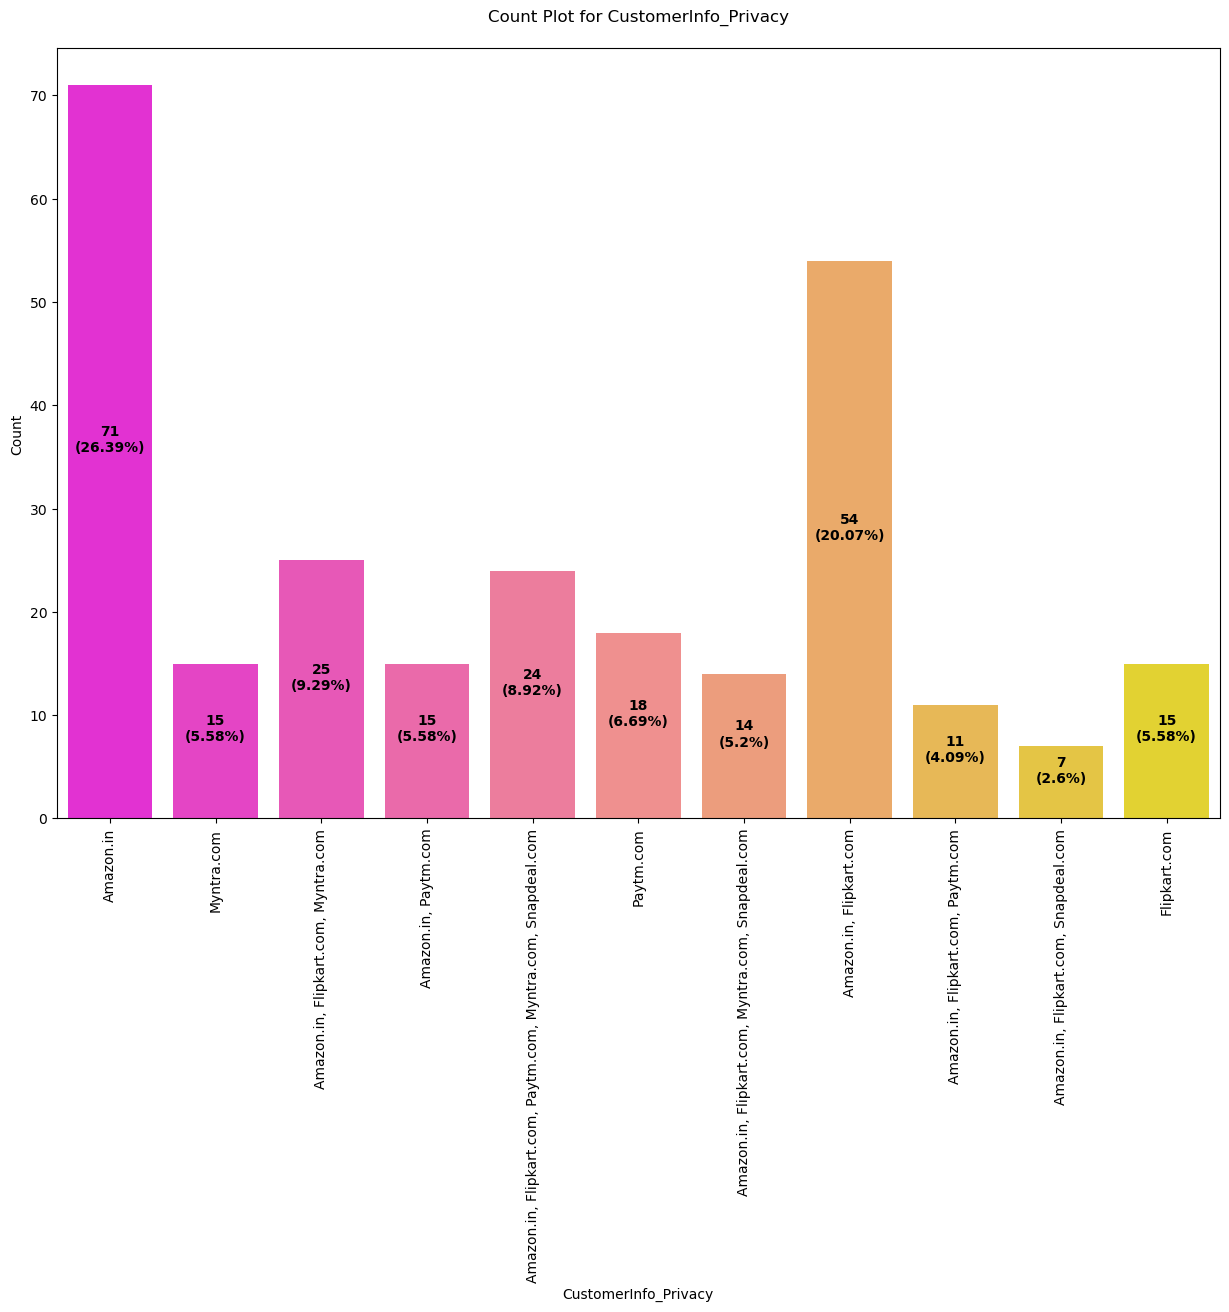 Count Plot for CustomerInfo_Privacy
Count
70
60
50
40
30
20
10
0
71
(26.39%)
15
(5.58%)
25
(9.29%)
15
(5.58%)
24
(8.92%)
18
(6.69%)
14
(5.2%)
54
(20.07%)
11
(4.09%)
7
(2.6%)
15
(5.58%)
Amazon.in
Myntra.com
Amazon.in, Flipkart.com, Myntra.com
Amazon.in, Paytm.com
Amazon.in, Flipkart.com, Paytm.com, Myntra.com, Snapdeal.com
Paytm.com
Amazon.in, Flipkart.com, Myntra.com, Snapdeal.com
Amazon.in, Flipkart.com
Amazon.in, Flipkart.com, Paytm.com
Amazon.in, Flipkart.com, Snapdeal.com
Flipkart.com
CustomerInfo_Privacy